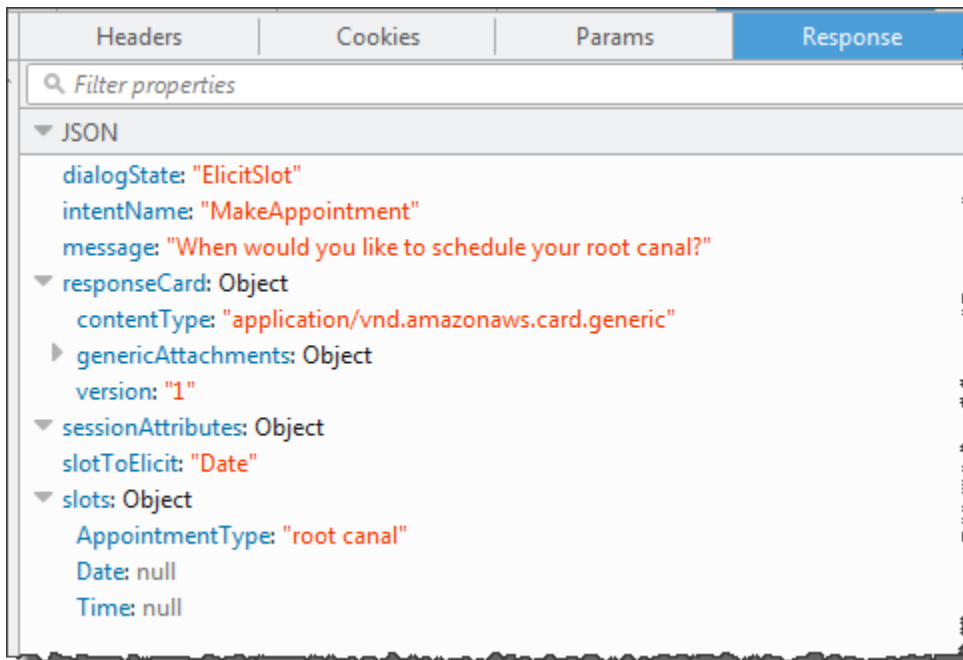 Headers Cookies Params Response
Filter properties
JSON
dialogState: "ElicitSlot"
intentName: "MakeAppointment"
message: "When would you like to schedule your root canal?"
responseCard: Object
contentType: "application/vnd.amazonaws.card.generic"
genericAttachments: Object
version: "1"
sessionAttributes: Object
slotToElicit: "Date"
slots: Object
AppointmentType: "root canal"
Date: null
Time: null